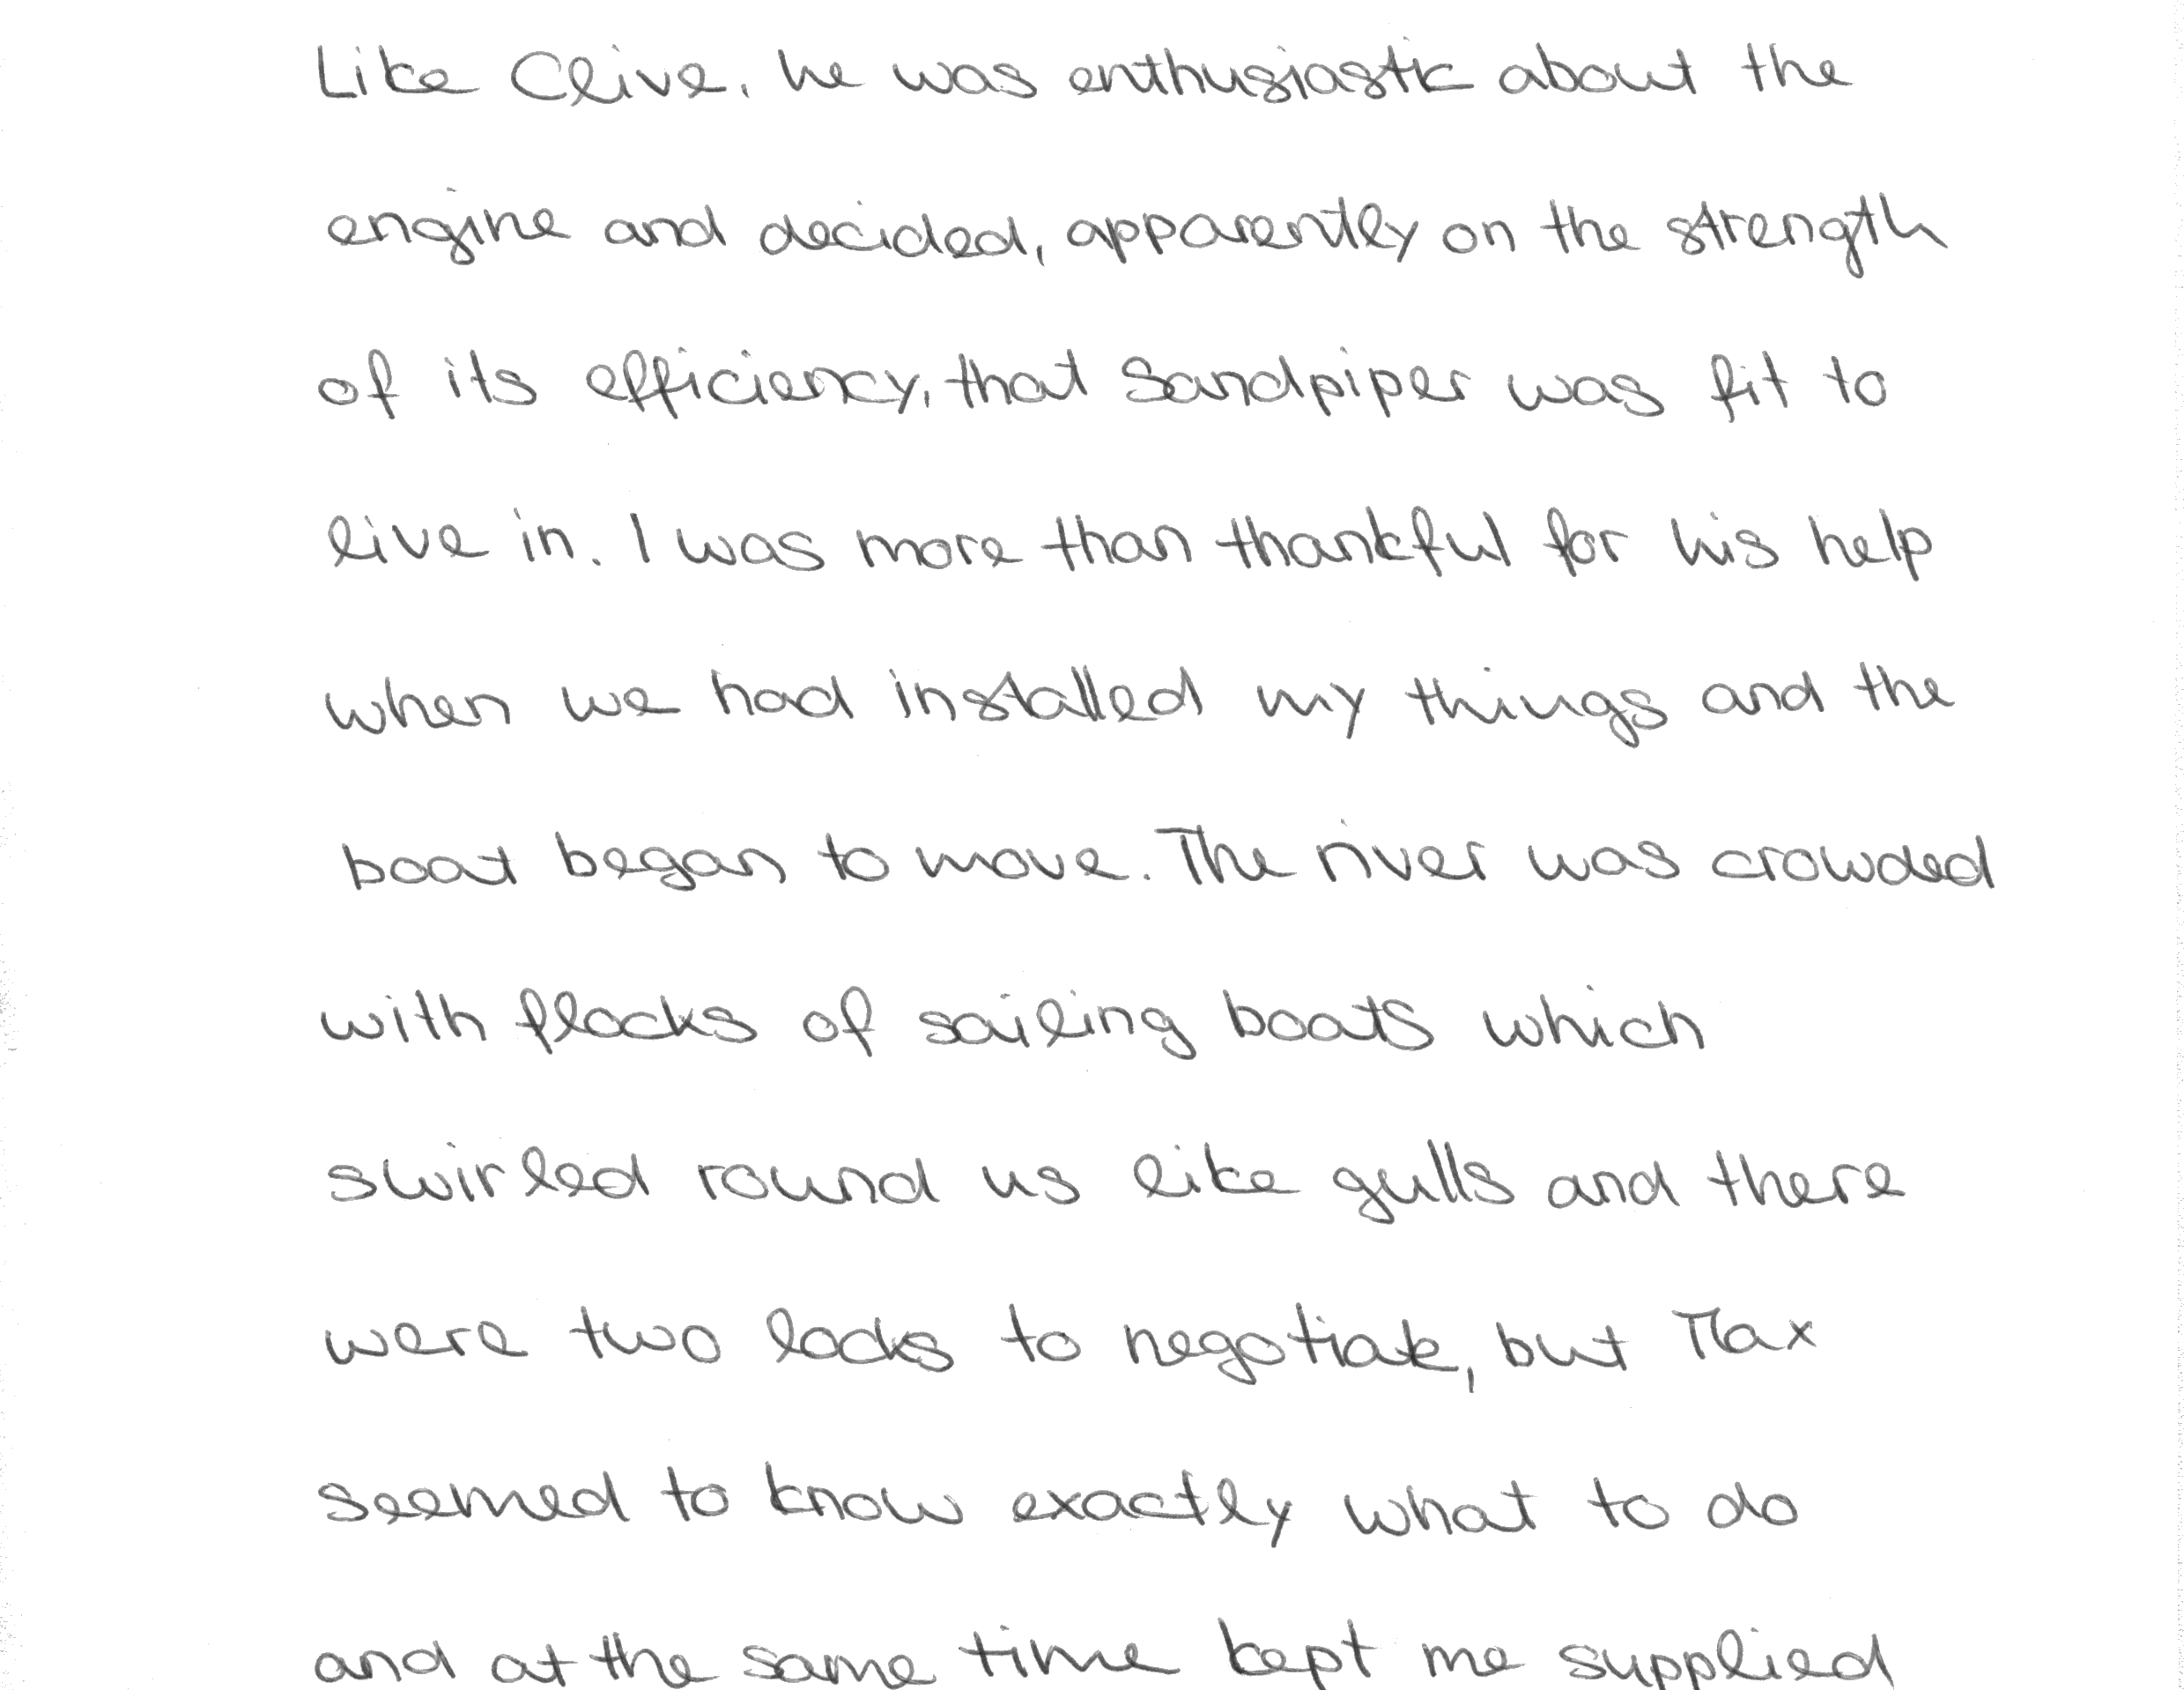 Like Clive, he was enthusiastic about the
engine and decided, apparently on the strength
of its efficiency, that Sandpiper was fit to
live in. I was more than thankful for his help
when we had installed my things and the
boat began to move. The river was crowded
with flocks of sailing boats which
swirled round us like gulls and there
were two locks to negotiate, but Max
seemed to know exactly what to do
and at the same time kept me supplied